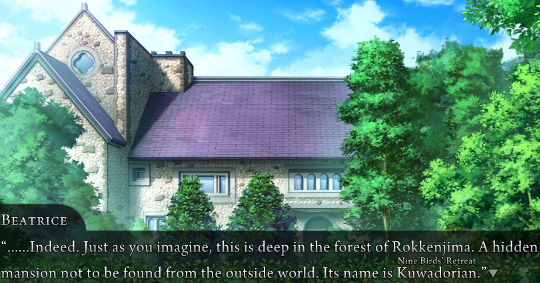 Beatrice
“......Indeed. Just as you imagine, this is deep in the forest of Rokkenjima. A hidden
Nine Birds' Retreat
mansion not to be found from the outside world. Its name is Kuwadorian.”